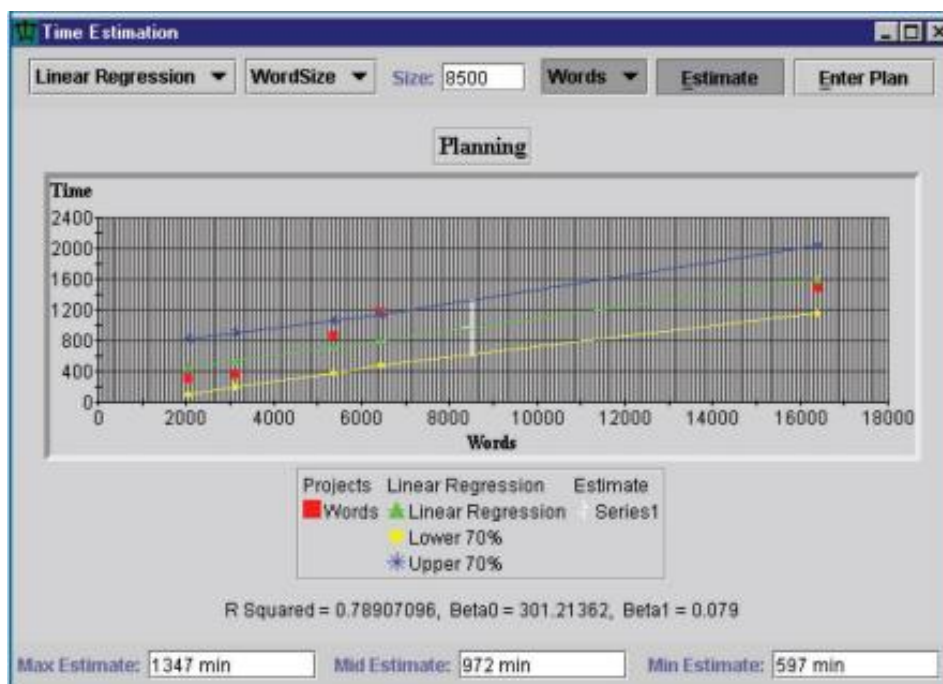 Time Estimation
Linear Regression WordSize Size: 8500 Words Estimate Enter Plan
Planning
Time
2400
2000
1600
1200
800
400
0
0 2000 4000 6000 8000 10000 12000 14000 16000 18000
Words
Projects Linear Regression Estimate
Words Linear Regression Series1
Lower 70%
Upper 70%
R Squared = 0.78907096, Beta0 = 301.21362, Beta1 = 0.079
Max Estimate: 1347 min Mid Estimate: 972 min Min Estimate: 597 min